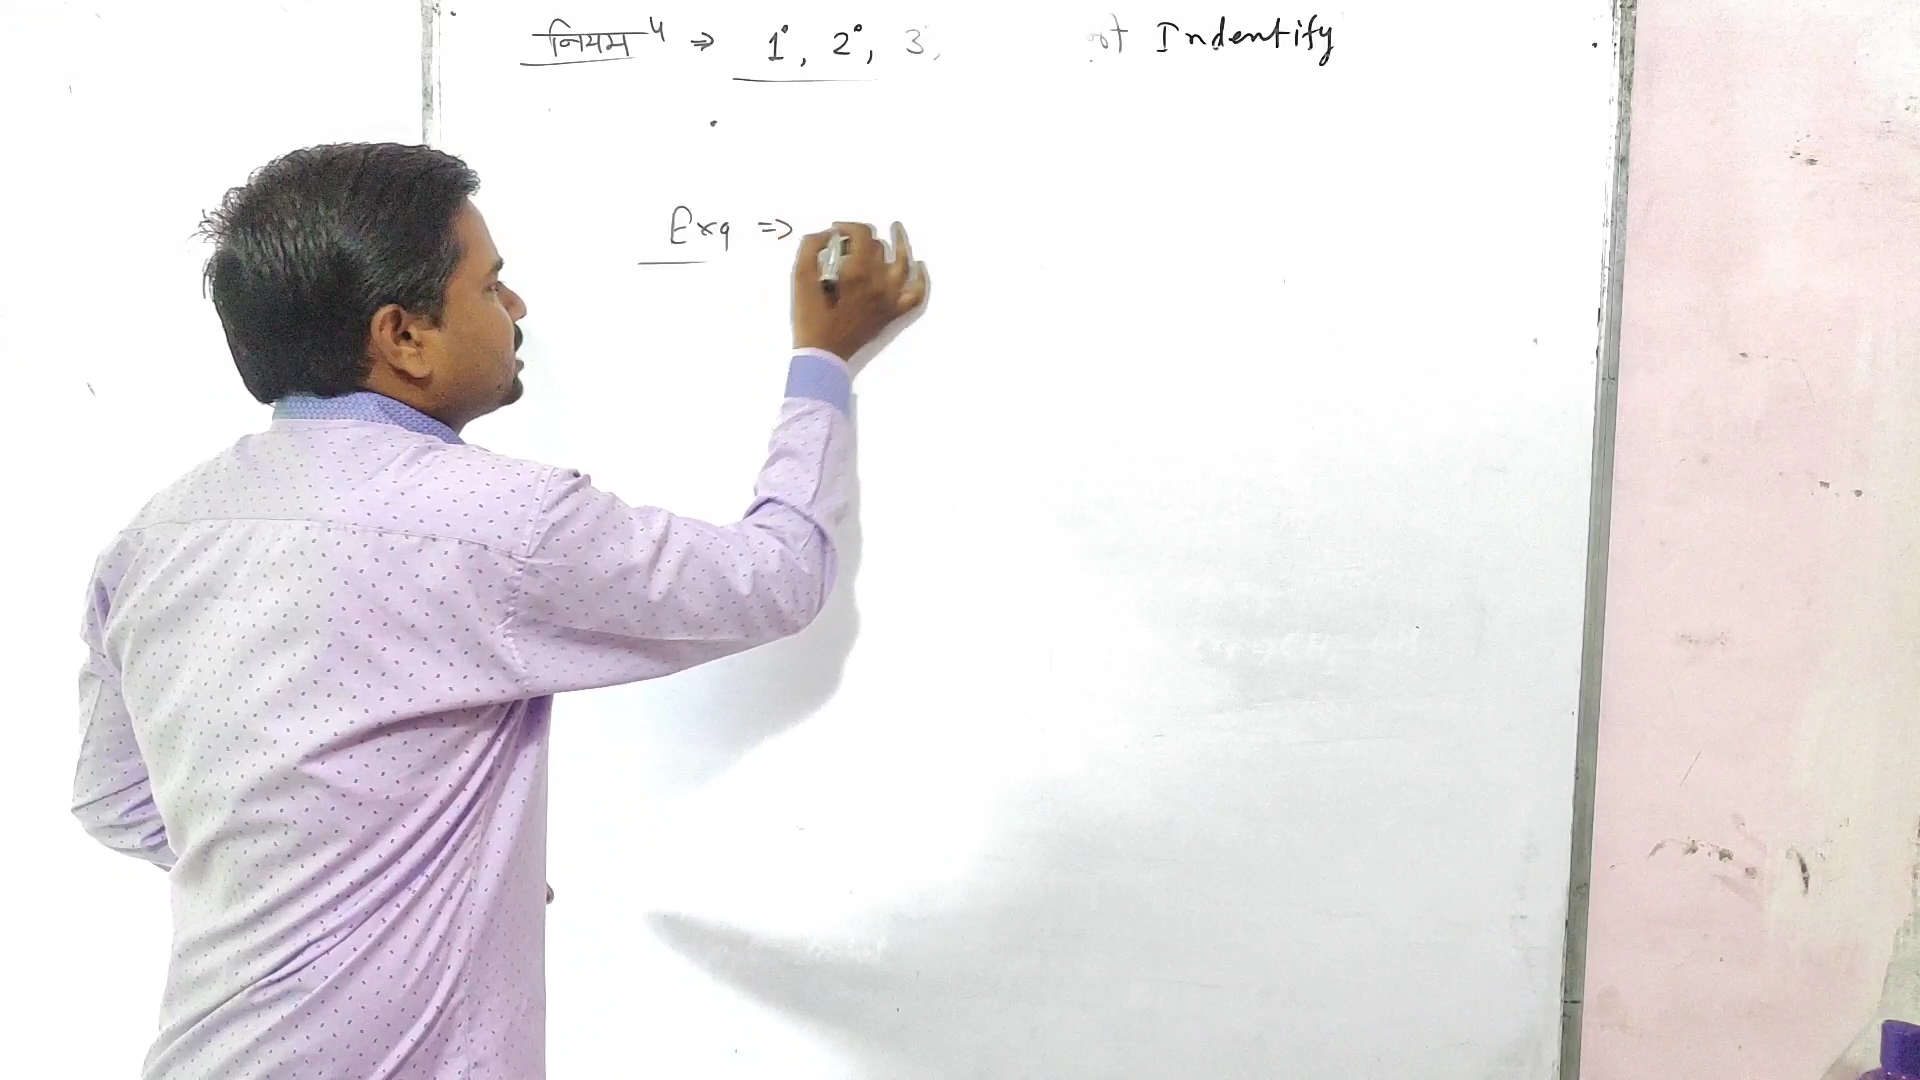 नियम 4 ⇒ 1°, 2°, 3, Indentify
Exq ⇒